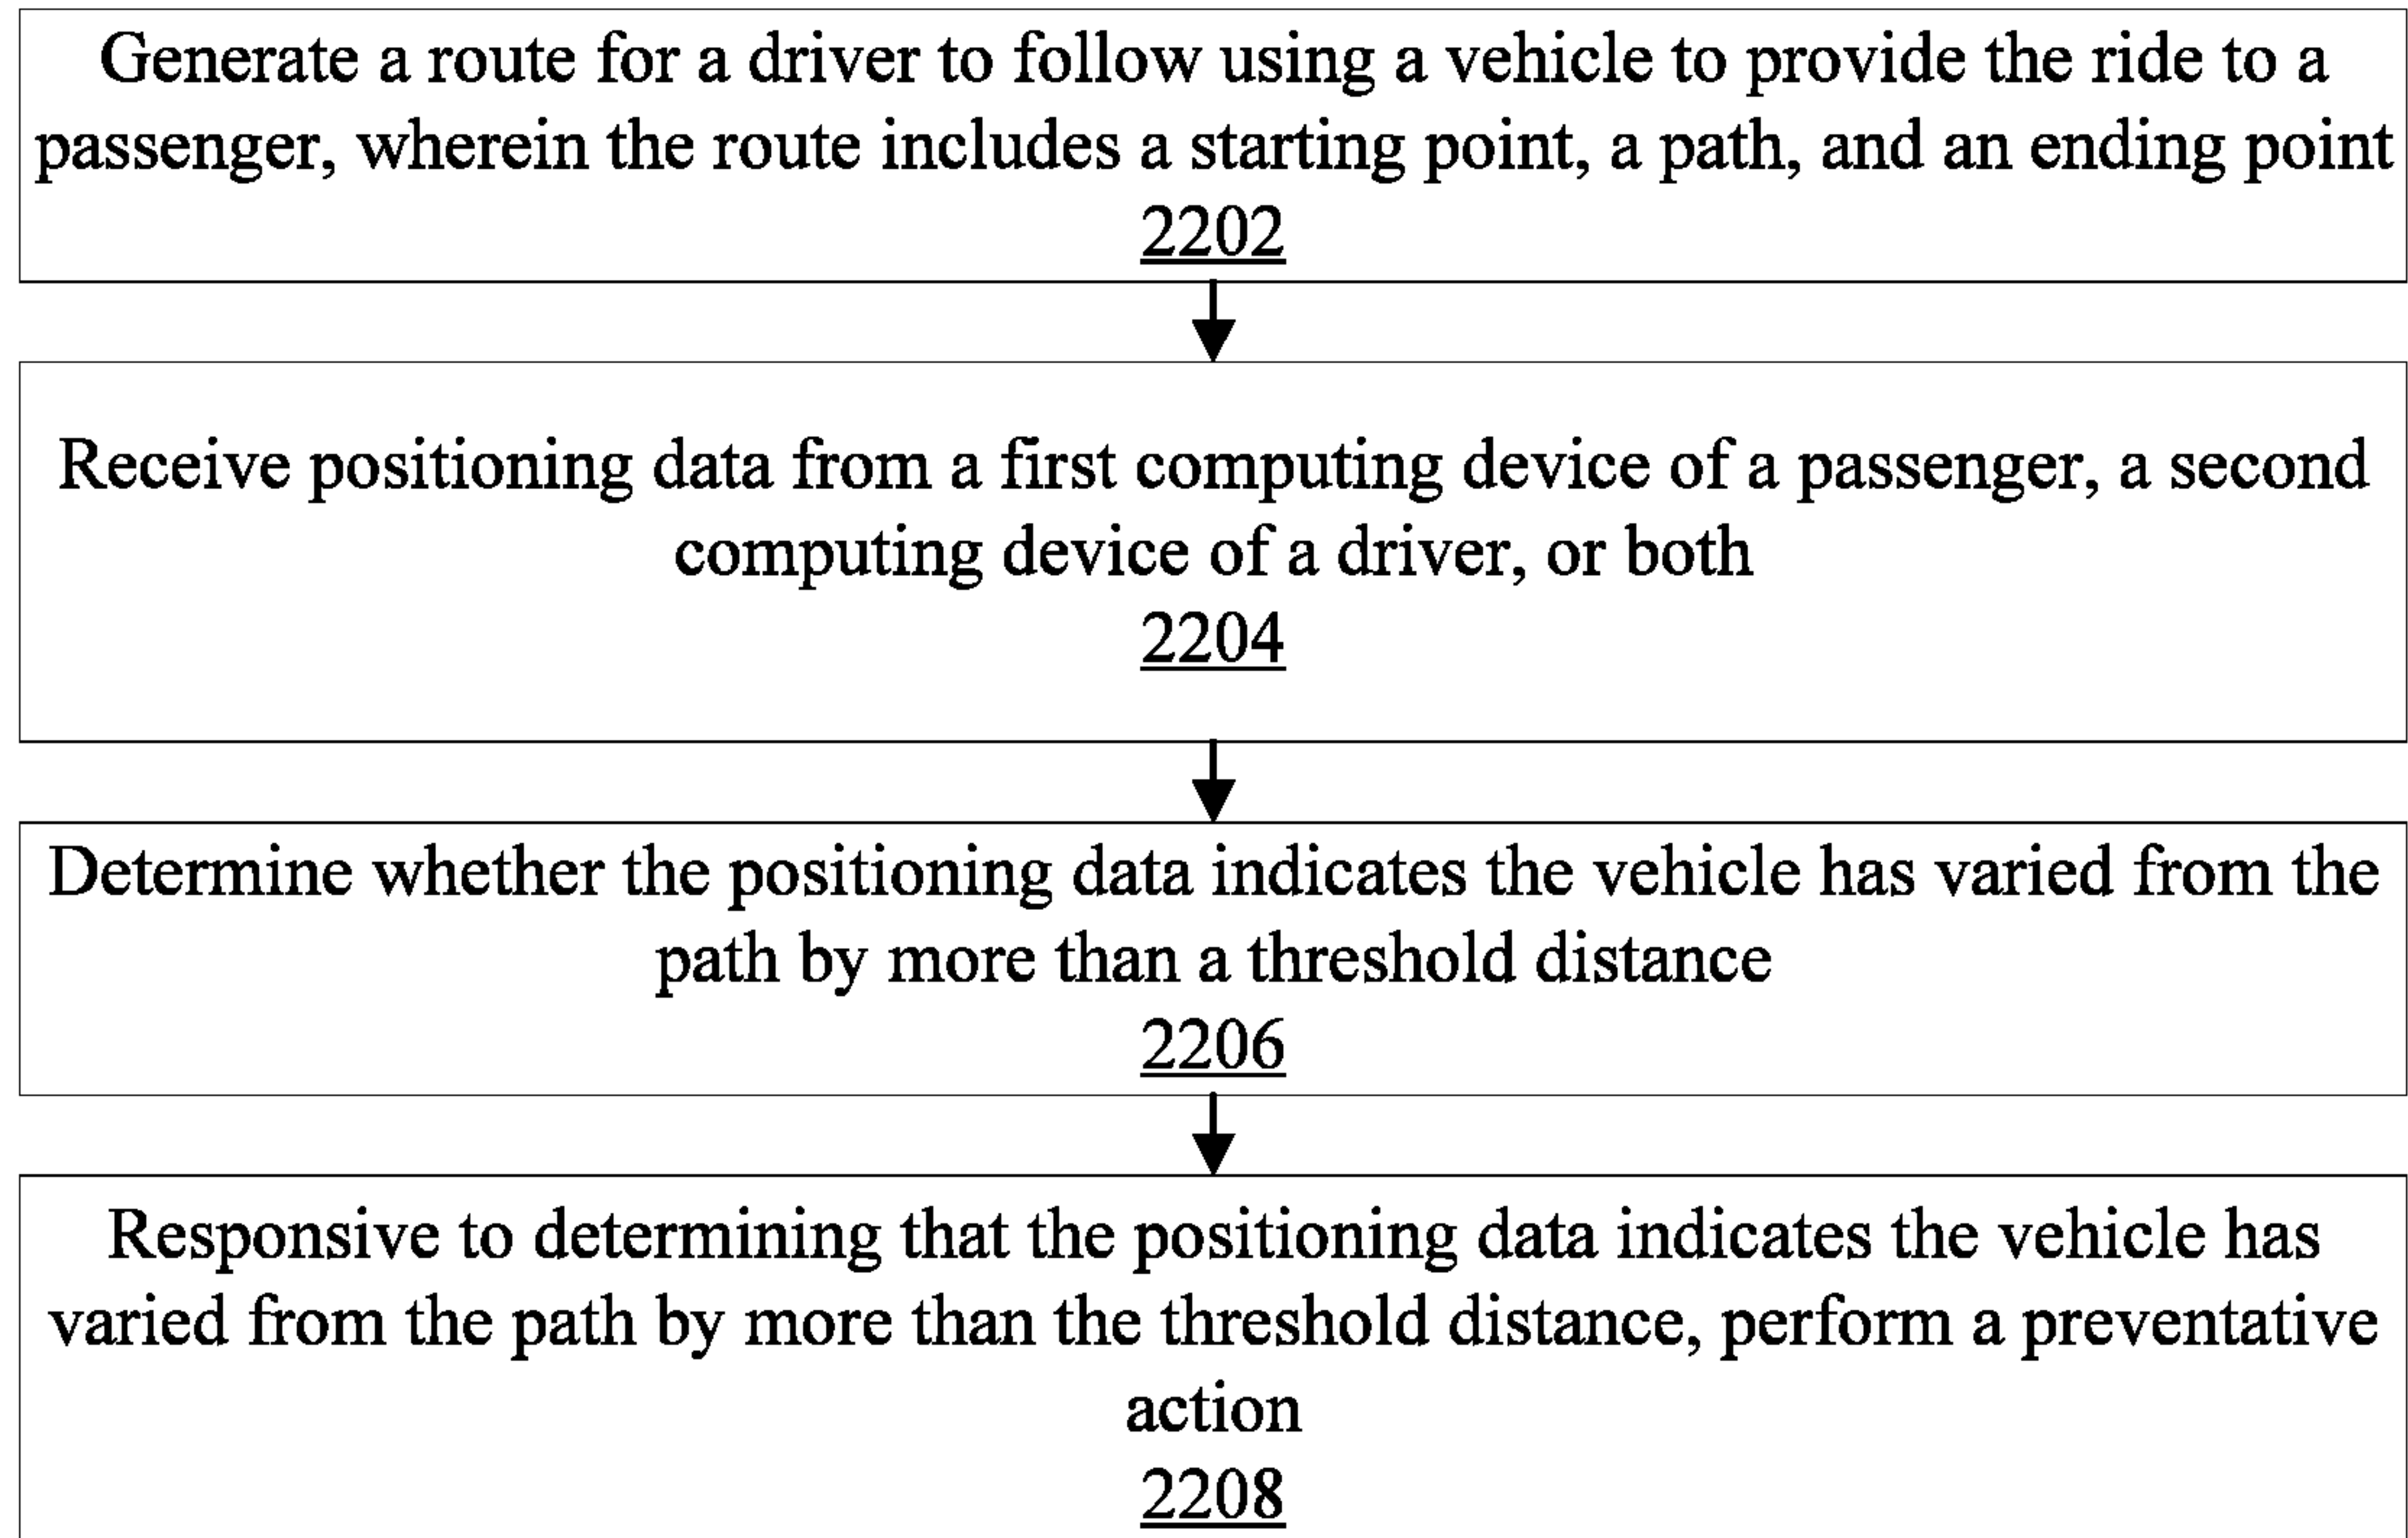 Generate a route for a driver to follow using a vehicle to provide the ride to a
passenger, wherein the route includes a starting point, a path, and an ending point
2202
Receive positioning data from a first computing device of a passenger, a second
computing device of a driver, or both
2204
Determine whether the positioning data indicates the vehicle has varied from the
path by more than a threshold distance
2206
Responsive to determining that the positioning data indicates the vehicle has
varied from the path by more than the threshold distance, perform a preventative
action
2208